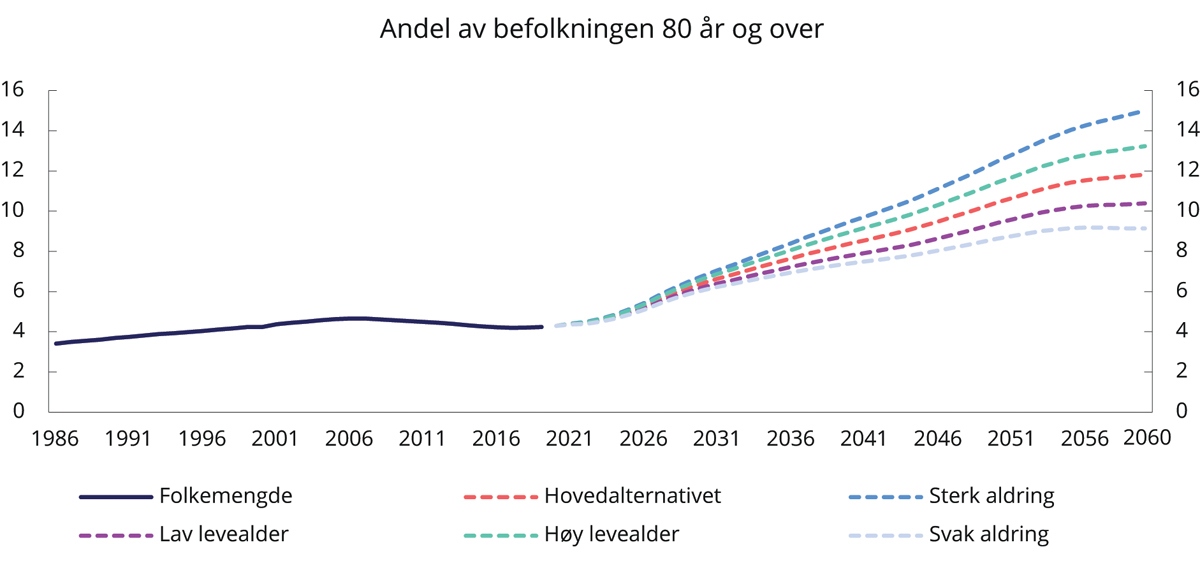 Andel av befolkningen 80 år og over
16 16
14 14
12 12
10 10
8 8
6 6
4 4
2 2
0 0
1986 1991 1996 2001 2006 2011 2016 2021 2026 2031 2036 2041 2046 2051 2056 2060
Folkemengde Hovedalternativet Sterk aldring
Lav levealder Høy levealder Svak aldring